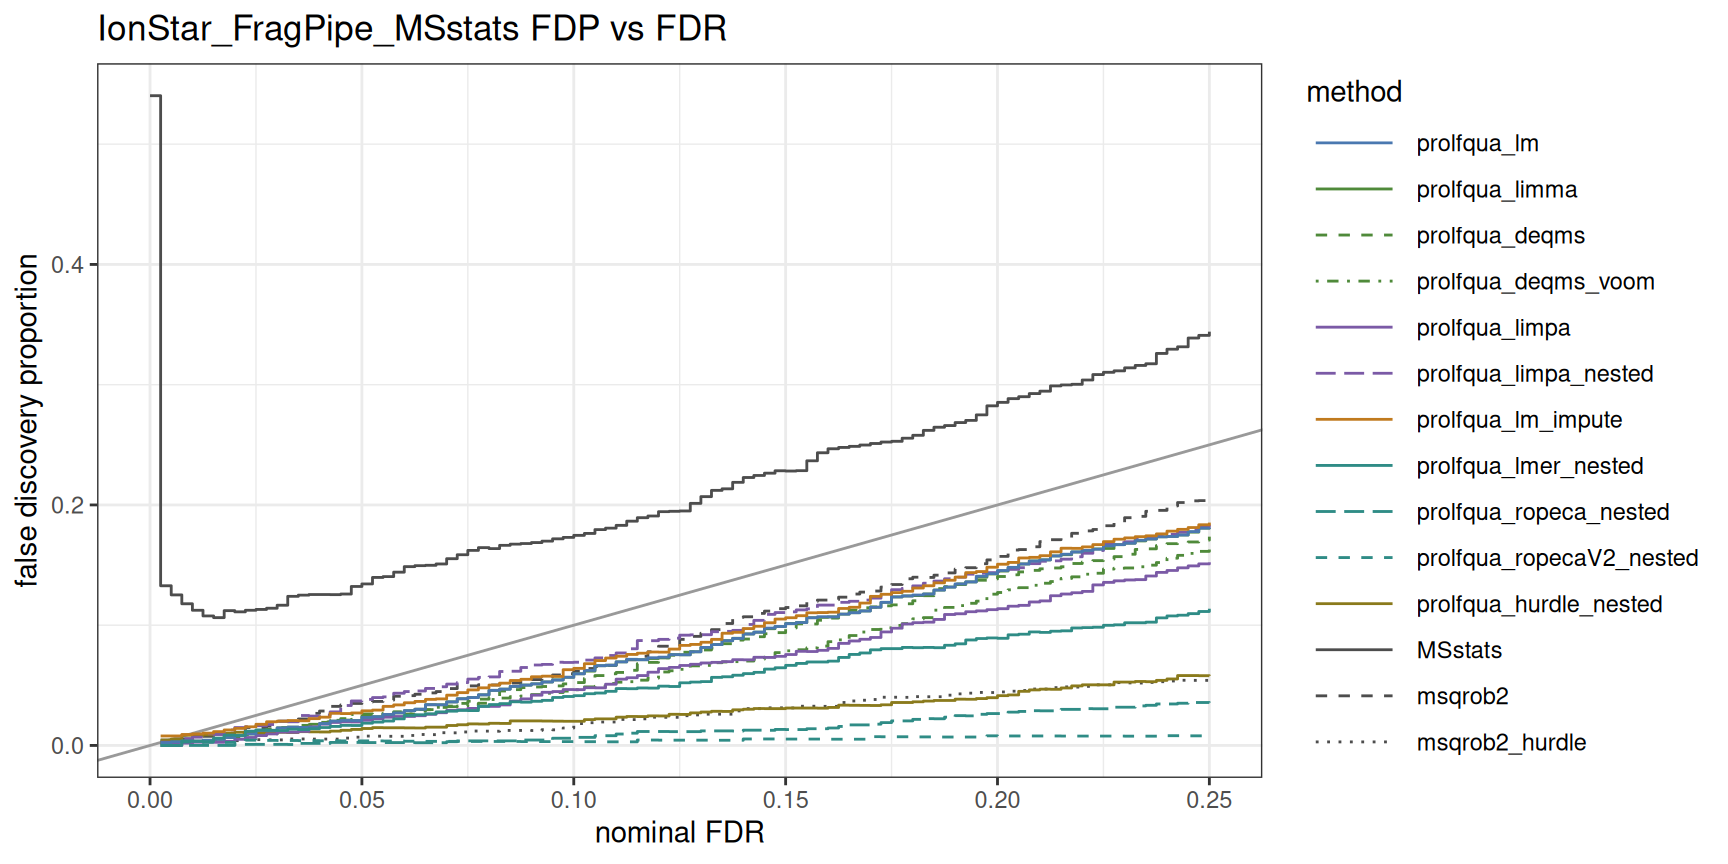 IonStar_FragPipe_MSstats FDP vs FDR
false discovery proportion
0.4
0.2
0.0
0.00 0.05 0.10 0.15 0.20 0.25
nominal FDR
method
prolfqua_lm
prolfqua_limma
prolfqua_deqms
prolfqua_deqms_voom
prolfqua_limpa
prolfqua_limpa_nested
prolfqua_lm_impute
prolfqua_lmer_nested
prolfqua_ropeca_nested
prolfqua_ropecaV2_nested
prolfqua_hurdle_nested
MSstats
msqrob2
msqrob2_hurdle